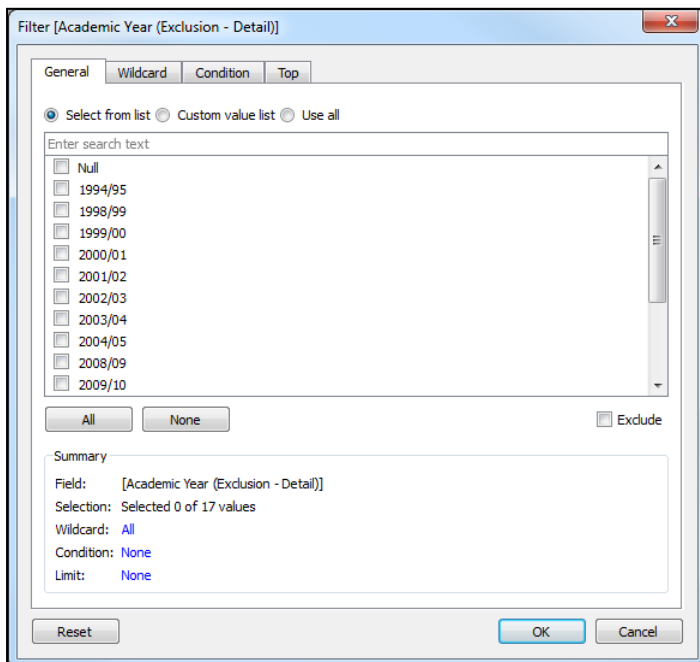 Filter [Academic Year (Exclusion - Detail)]
General Wildcard Condition Top
Select from list Custom value list Use all
Enter search text
Null
1994/95
1998/99
1999/00
2000/01
2001/02
2002/03
2003/04
2004/05
2008/09
2009/10
All None Exclude
Summary
Field: [Academic Year (Exclusion - Detail)]
Selection: Selected 0 of 17 values
Wildcard: All
Condition: None
Limit: None
Reset OK Cancel